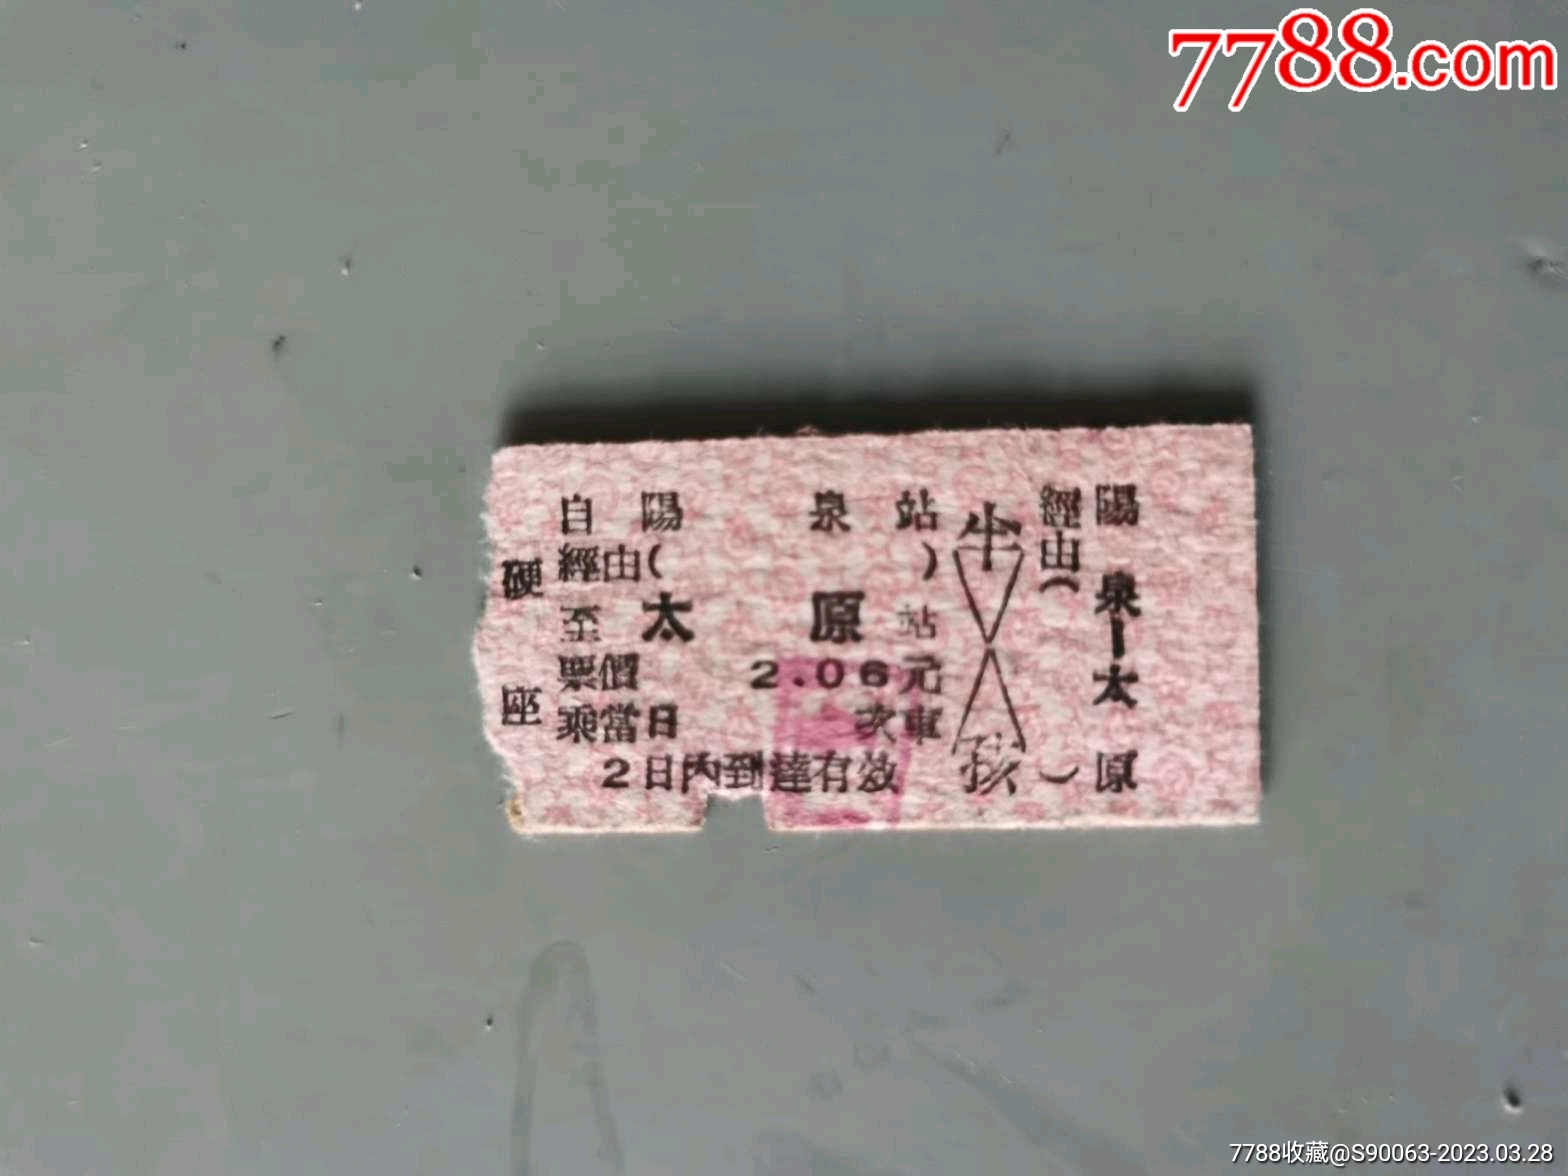 7788.com
硬座
自陽泉站
經由( )
至太原站
票價 2.06元
乘當日 次車
2日內到達有效
半
孩
經由( )
陽泉—太原
7788收藏@S90063-2023.03.28